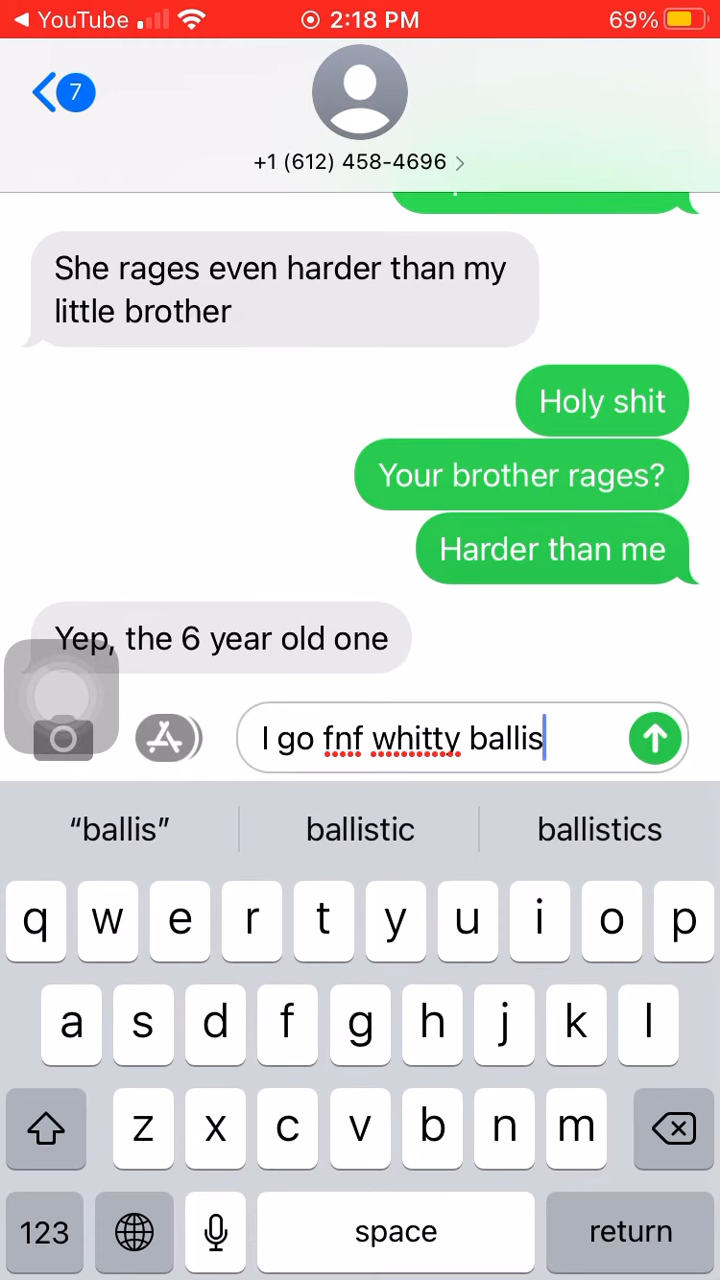 ◀ YouTube 2:18 PM 69%
7
+1 (612) 458-4696 >
She rages even harder than my
little brother
Holy shit
Your brother rages?
Harder than me
Yep, the 6 year old one
I go fnf whitty ballis
“ballis” ballistic ballistics
q w e r t y u i o p
a s d f g h j k l
z x c v b n m
123 space return